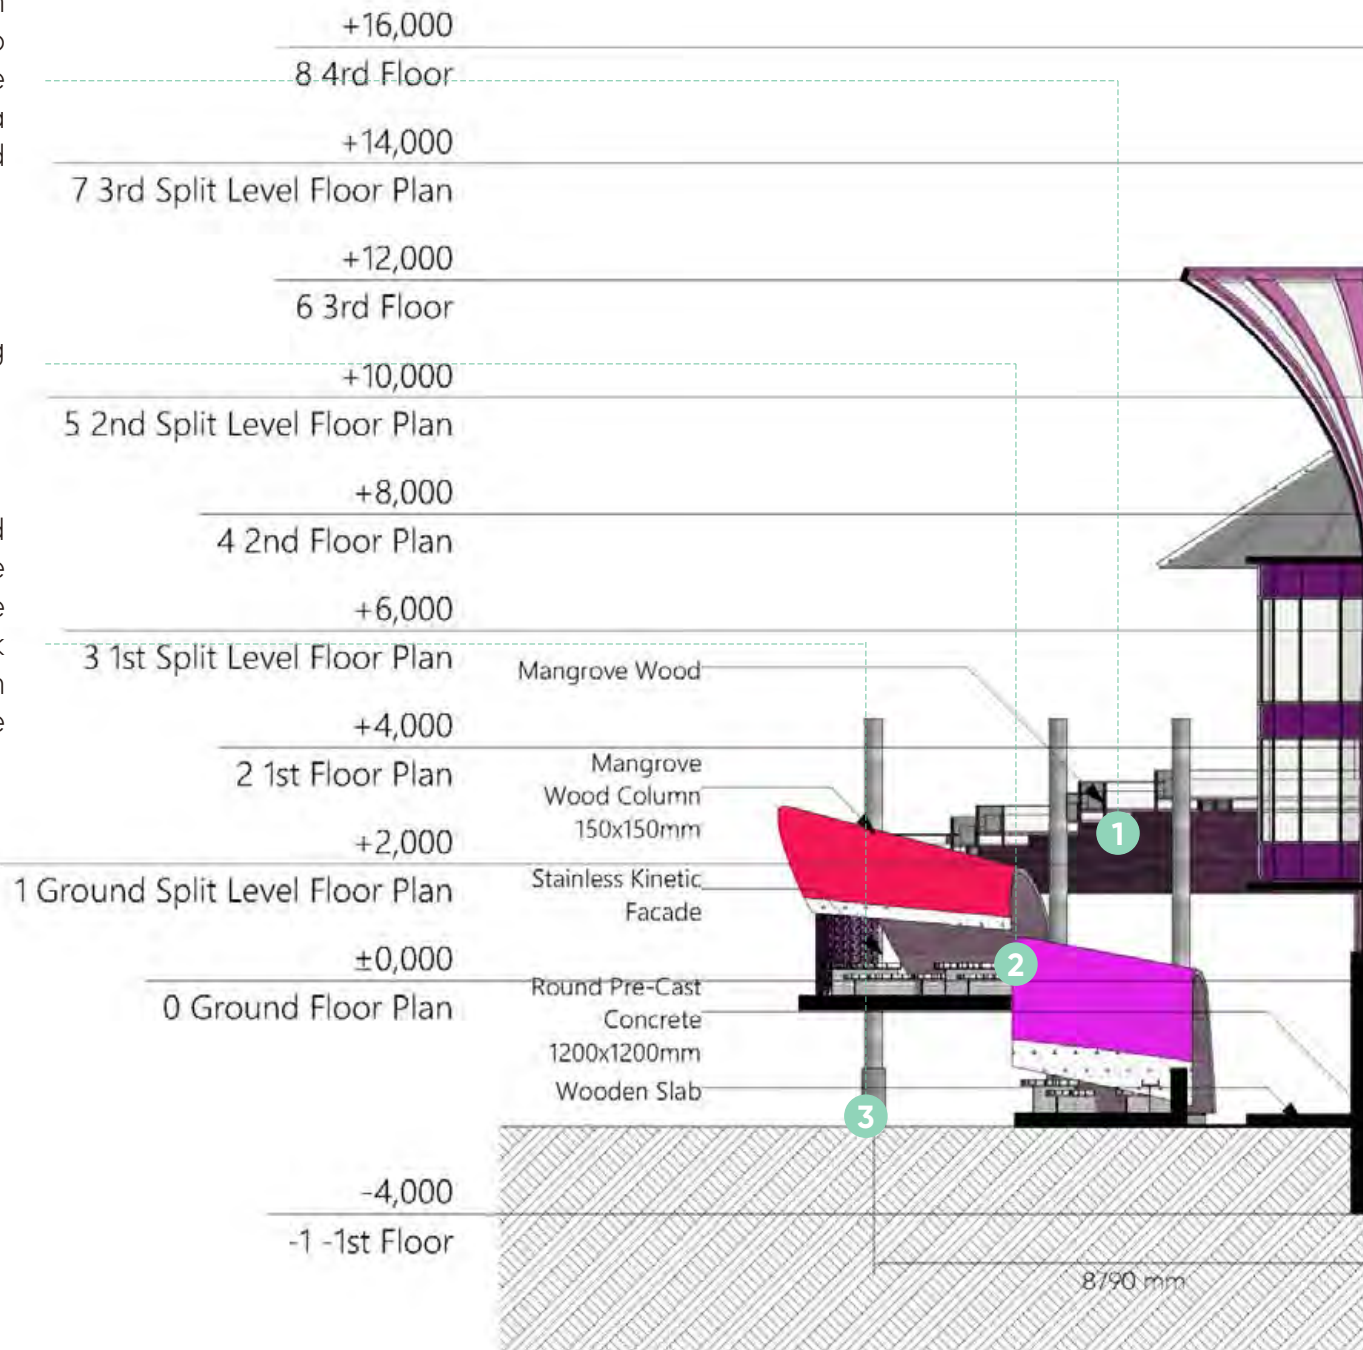 +16,000
8 4rd Floor
+14,000
7 3rd Split Level Floor Plan
+12,000
6 3rd Floor
+10,000
5 2nd Split Level Floor Plan
+8,000
4 2nd Floor Plan
+6,000
3 1st Split Level Floor Plan
+4,000
2 1st Floor Plan
+2,000
1 Ground Split Level Floor Plan
±0,000
0 Ground Floor Plan
-4,000
-1 -1st Floor
Mangrove Wood
Mangrove
Wood Column
150x150mm
Stainless Kinetic
Facade
Round Pre-Cast
Concrete
1200x1200mm
Wooden Slab
1
2
3
8790 mm